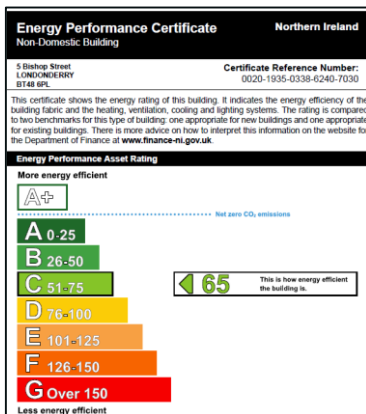 Energy Performance Certificate
Northern Ireland
Non-Domestic Building
5 Bishop Street
LONDONDERRY
BT48 6PL
Certificate Reference Number:
0020-1935-0338-6240-7030
This certificate shows the energy rating of this building. It indicates the energy efficiency of the
building fabric and the heating, ventilation, cooling and lighting systems. The rating is compared
to two benchmarks for this type of building: one appropriate for new buildings and one appropriate
for existing buildings. There is more advice on how to interpret this information on the website for
the Department of Finance at www.finance-ni.gov.uk.
Energy Performance Asset Rating
More energy efficient
A+
Net zero CO₂ emissions
A 0-25
B 26-50
C 51-75
65
This is how energy efficient
the building is.
D 76-100
E 101-125
F 126-150
G Over 150
Less energy efficient